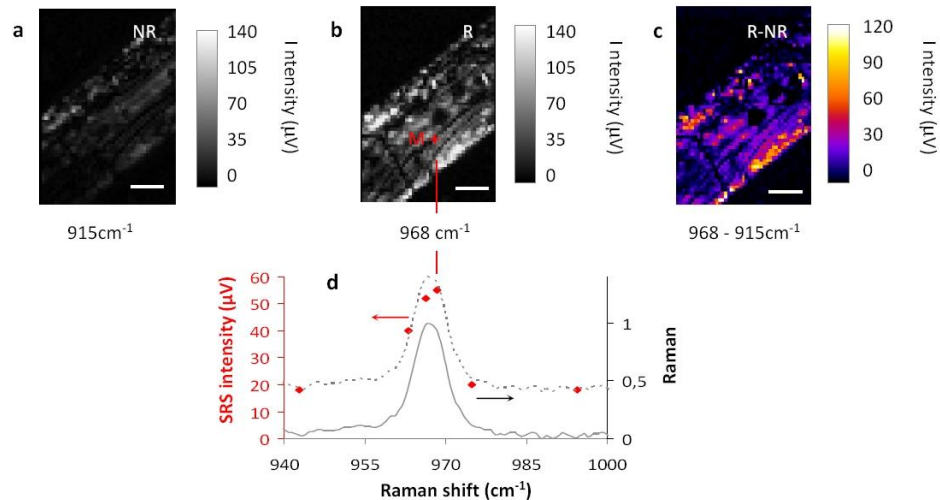 a
NR
140
105
70
35
0
I Intensity (µV)
915cm-1
b
R
M
140
105
70
35
0
I Intensity (µV)
968 cm-1
c
R-NR
120
90
60
30
0
I Intensity (µV)
968 - 915cm-1
d
SRS intensity (µV)
60
50
40
30
20
10
0
1
0,5
0
Raman
940
955
970
985
1000
Raman shift (cm-1)